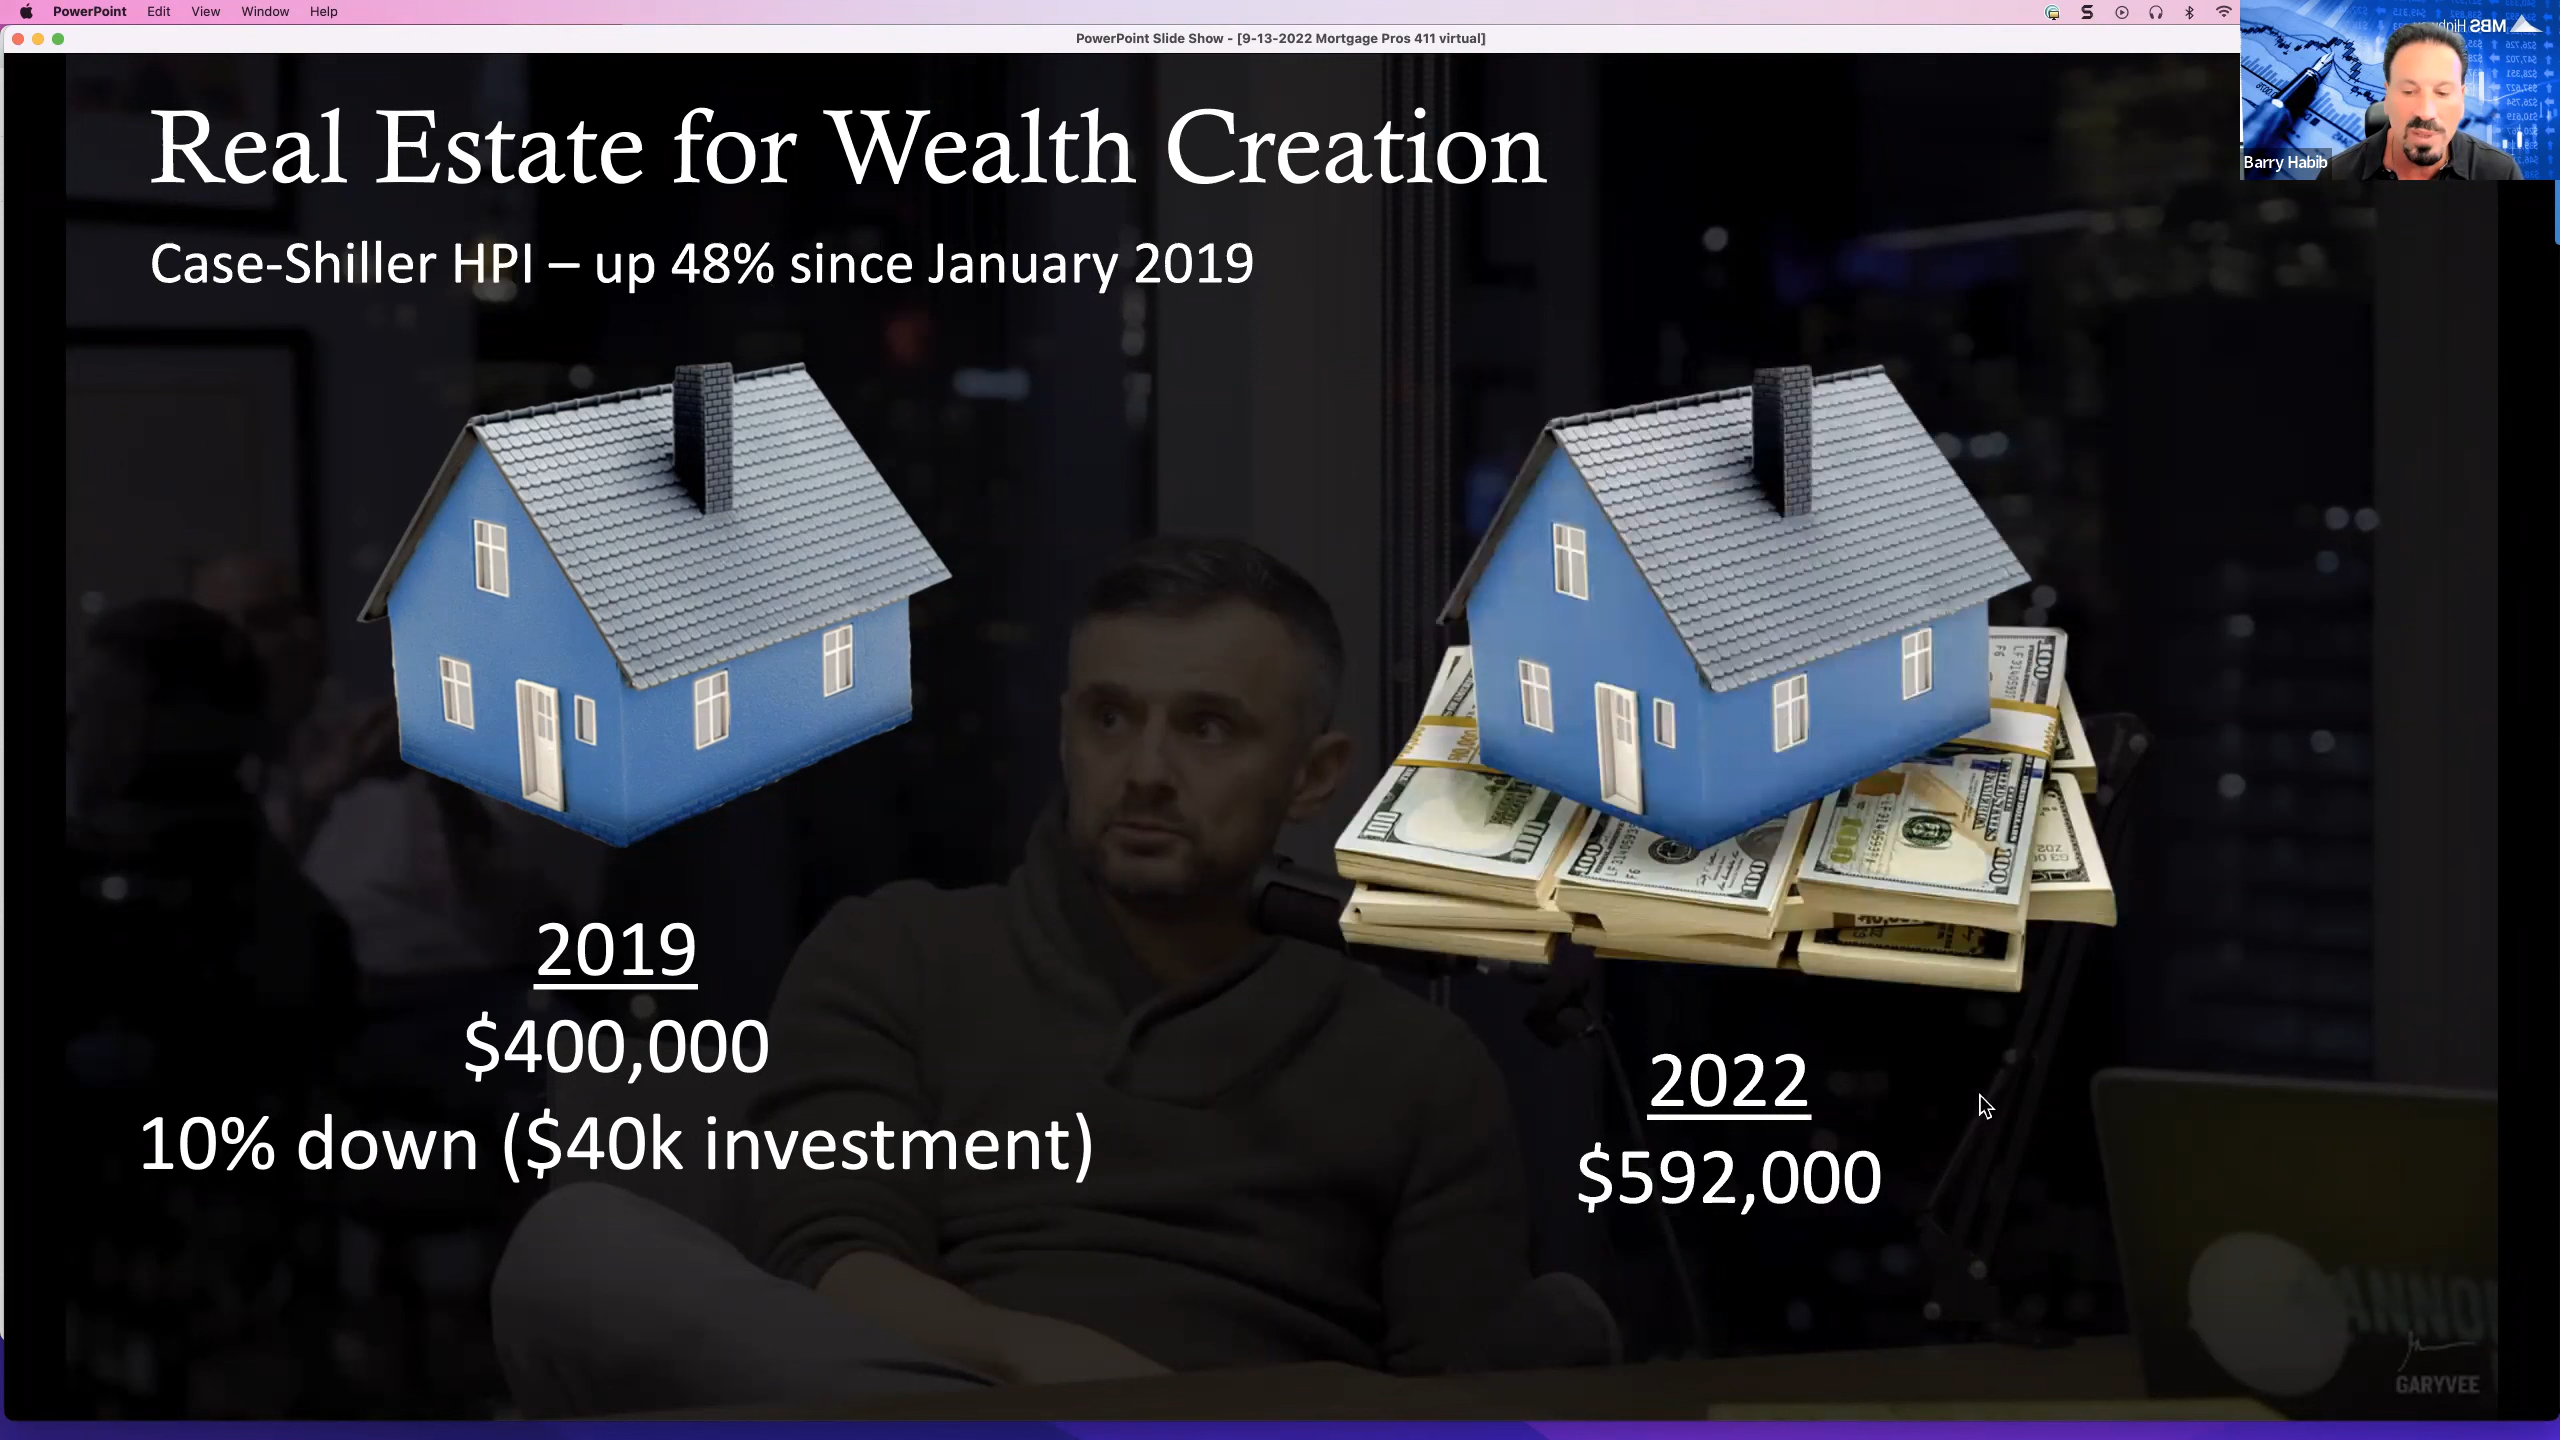 PowerPoint Edit View Window Help
PowerPoint Slide Show - [9-13-2022 Mortgage Pros 411 virtual]
MBS Highway
Barry Habib
Real Estate for Wealth Creation
Case-Shiller HPI – up 48% since January 2019
2019
$400,000
10% down ($40k investment)
2022
$592,000
GARYVEE